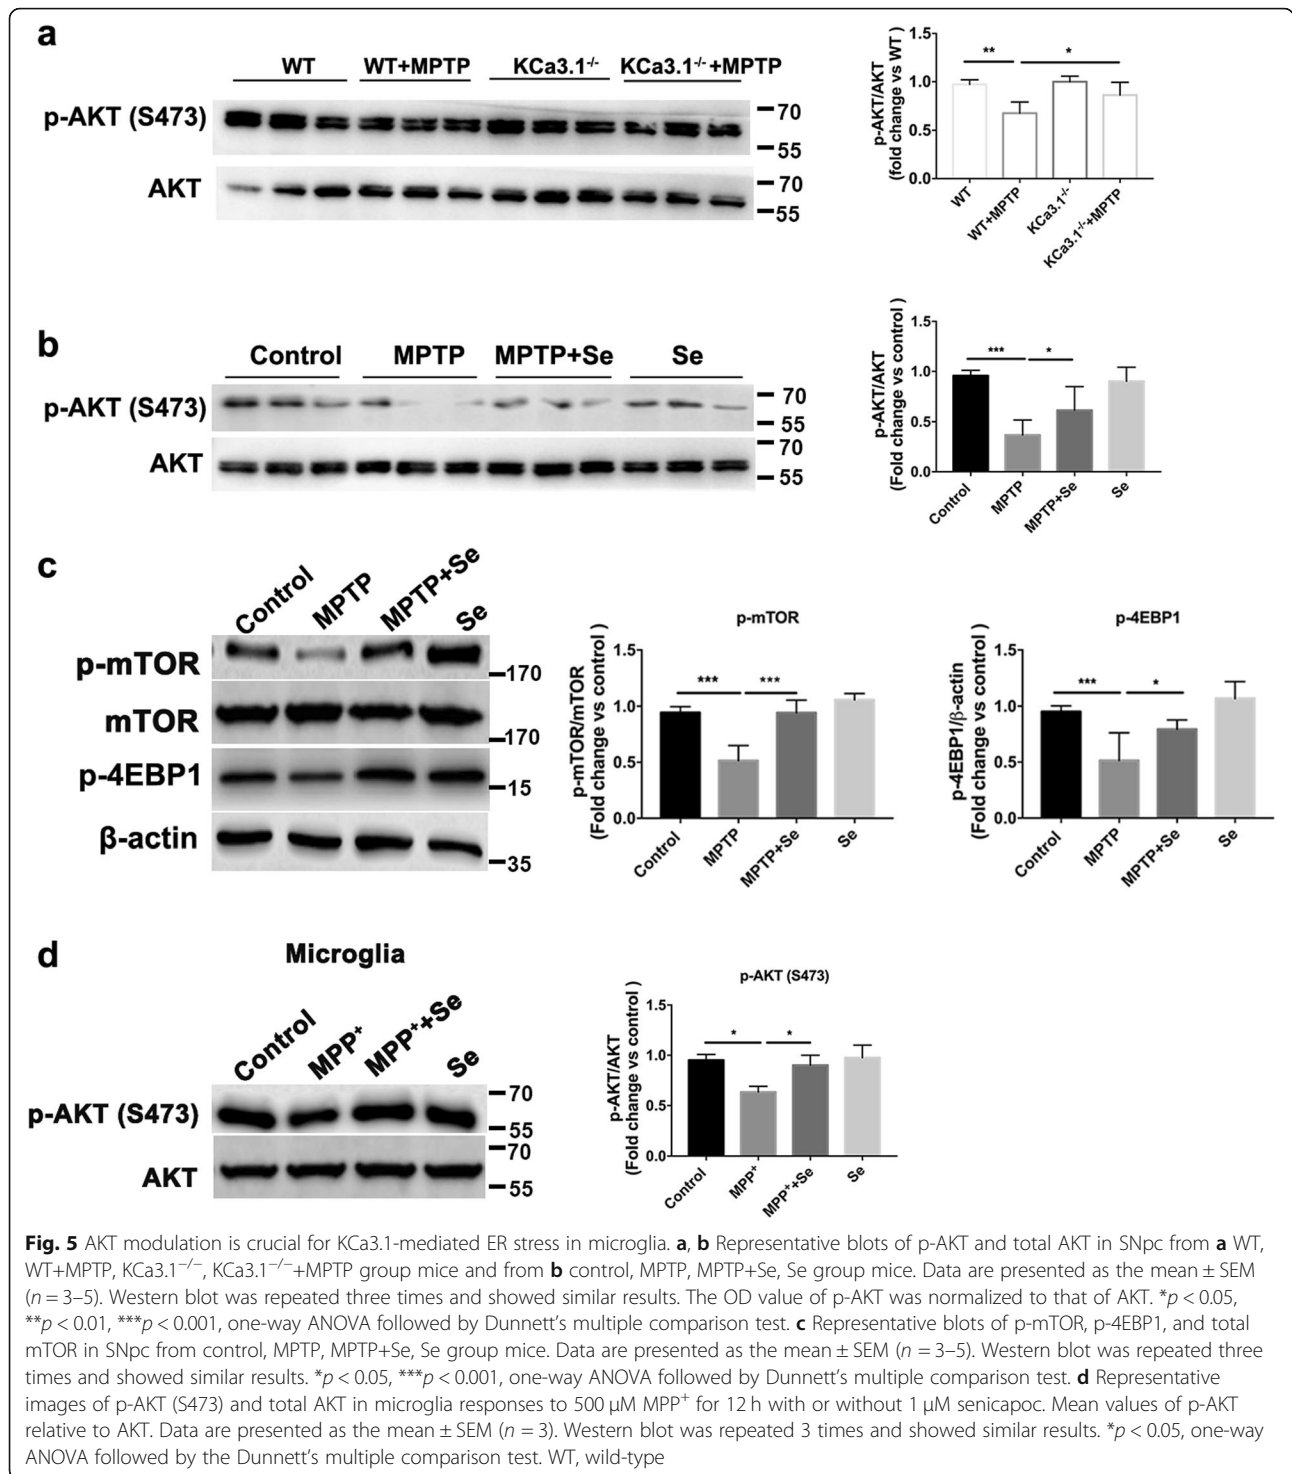 a
WT WT+MPTP KCa3.1-/- KCa3.1-/-+MPTP
p-AKT (S473)
70
55
AKT
70
55
p-AKT/AKT
(fold change vs WT )
1.5
1.0
0.5
0.0
** *
WT
WT+MPTP
KCa3.1-/-
KCa3.1-/-+MPTP
b
Control MPTP MPTP+Se Se
p-AKT (S473)
70
55
AKT
70
55
p-AKT/AKT
(Fold change vs control )
1.5
1.0
0.5
0.0
*** *
Control
MPTP
MPTP+Se
Se
c
Control MPTP MPTP+Se Se
p-mTOR
170
mTOR
170
p-4EBP1
15
β-actin
35
p-mTOR
p-mTOR/mTOR
(Fold change vs control )
1.5
1.0
0.5
0.0
*** ***
Control
MPTP
MPTP+Se
Se
p-4EBP1
p-4EBP1/β-actin
(Fold change vs control )
1.5
1.0
0.5
0.0
*** *
Control
MPTP
MPTP+Se
Se
d
Microglia
Control MPP+ MPP++Se Se
p-AKT (S473)
70
55
AKT
70
55
p-AKT (S473)
p-AKT/AKT
(Fold change vs control )
1.5
1.0
0.5
0.0
* *
Control
MPP+
MPP++Se
Se
Fig. 5 AKT modulation is crucial for KCa3.1-mediated ER stress in microglia. a, b Representative blots of p-AKT and total AKT in SNpc from a WT,
WT+MPTP, KCa3.1−/−, KCa3.1−/−+MPTP group mice and from b control, MPTP, MPTP+Se, Se group mice. Data are presented as the mean ± SEM
(n = 3–5). Western blot was repeated three times and showed similar results. The OD value of p-AKT was normalized to that of AKT. *p < 0.05,
**p < 0.01, ***p < 0.001, one-way ANOVA followed by Dunnett’s multiple comparison test. c Representative blots of p-mTOR, p-4EBP1, and total
mTOR in SNpc from control, MPTP, MPTP+Se, Se group mice. Data are presented as the mean ± SEM (n = 3–5). Western blot was repeated three
times and showed similar results. *p < 0.05, ***p < 0.001, one-way ANOVA followed by Dunnett’s multiple comparison test. d Representative
images of p-AKT (S473) and total AKT in microglia responses to 500 μM MPP+ for 12 h with or without 1 μM senicapoc. Mean values of p-AKT
relative to AKT. Data are presented as the mean ± SEM (n = 3). Western blot was repeated 3 times and showed similar results. *p < 0.05, one-way
ANOVA followed by the Dunnett’s multiple comparison test. WT, wild-type